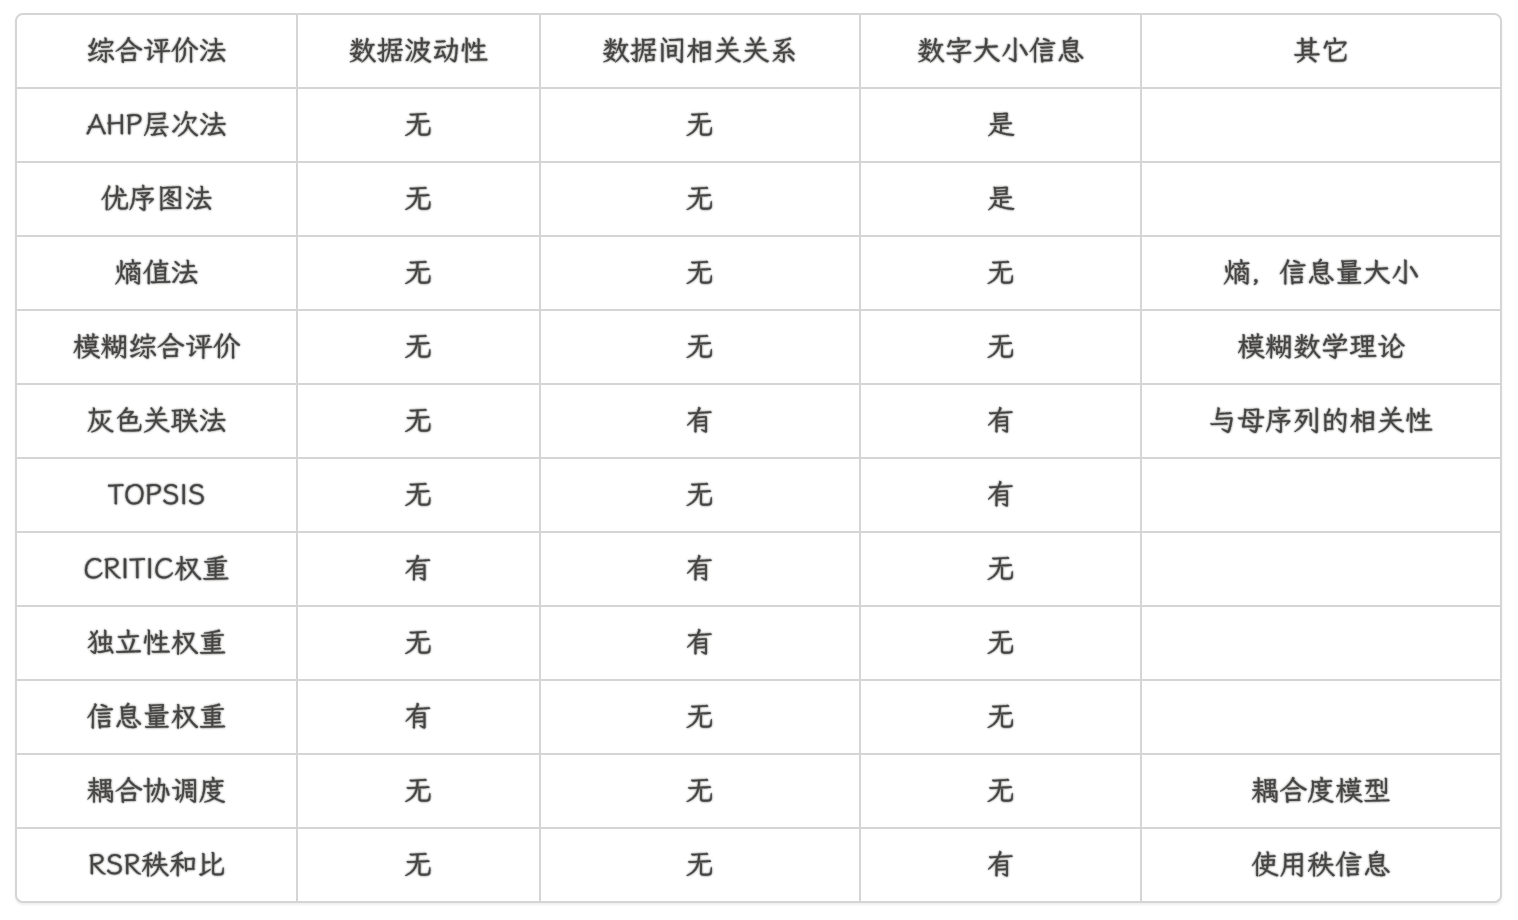 综合评价法 数据波动性 数据间相关关系 数字大小信息 其它
AHP层次法 无 无 是
优序图法 无 无 是
熵值法 无 无 无 熵，信息量大小
模糊综合评价 无 无 无 模糊数学理论
灰色关联法 无 有 有 与母序列的相关性
TOPSIS 无 无 有
CRITIC权重 有 有 无
独立性权重 无 有 无
信息量权重 有 无 无
耦合协调度 无 无 无 耦合度模型
RSR秩和比 无 无 有 使用秩信息